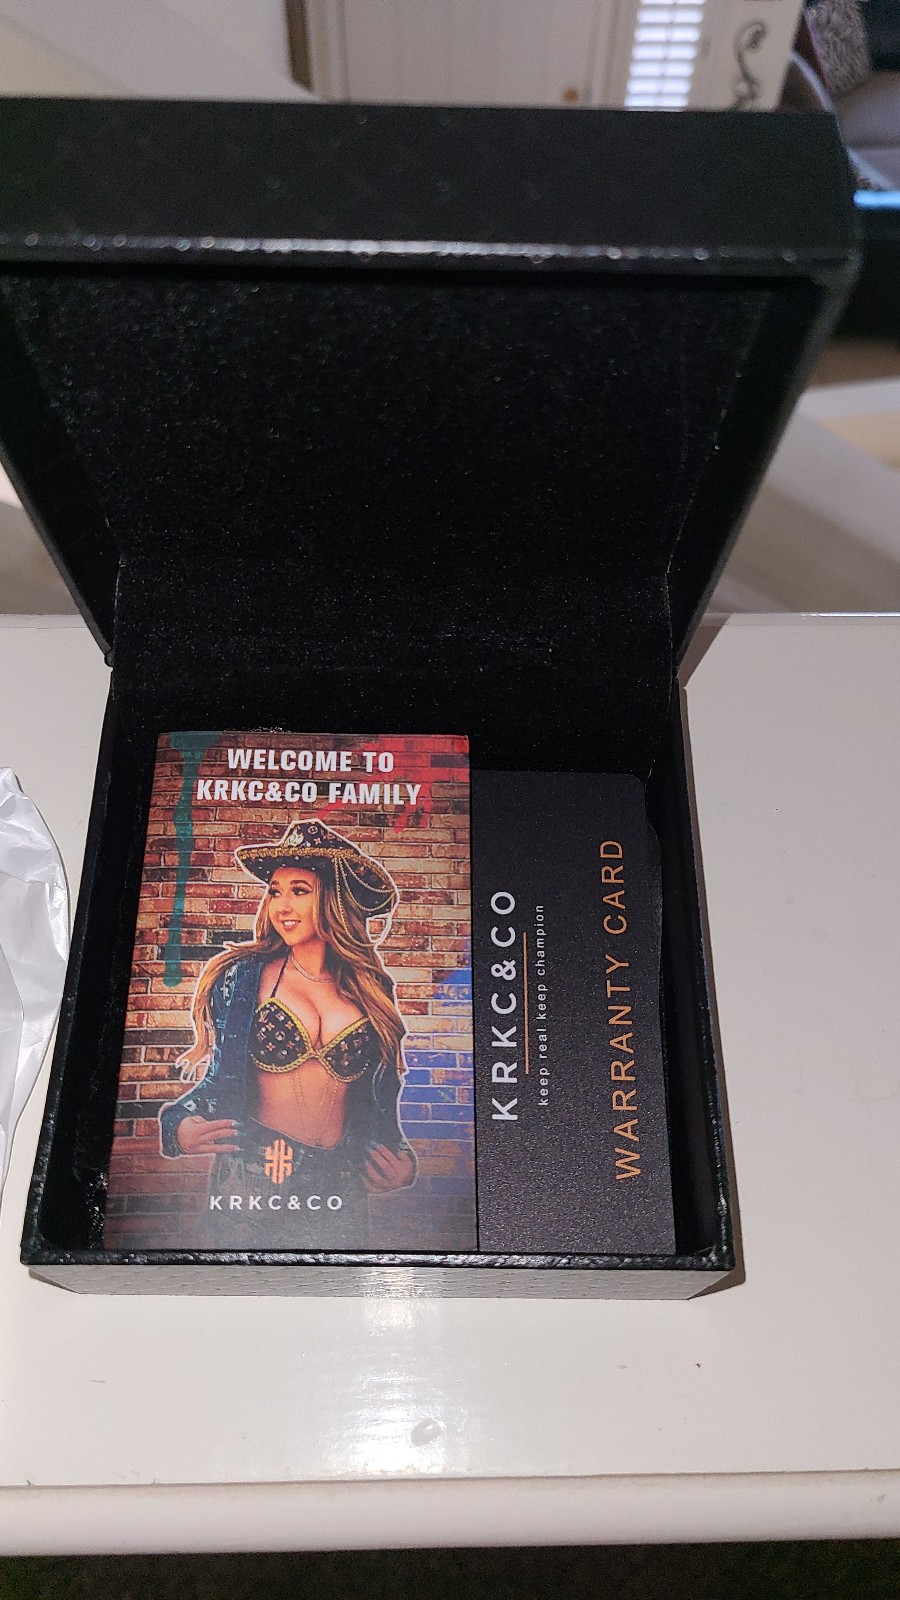 WELCOME TO
KRKC&CO FAMILY
KRKC&CO
KRKC&CO
keep real keep champion
WARRANTY CARD